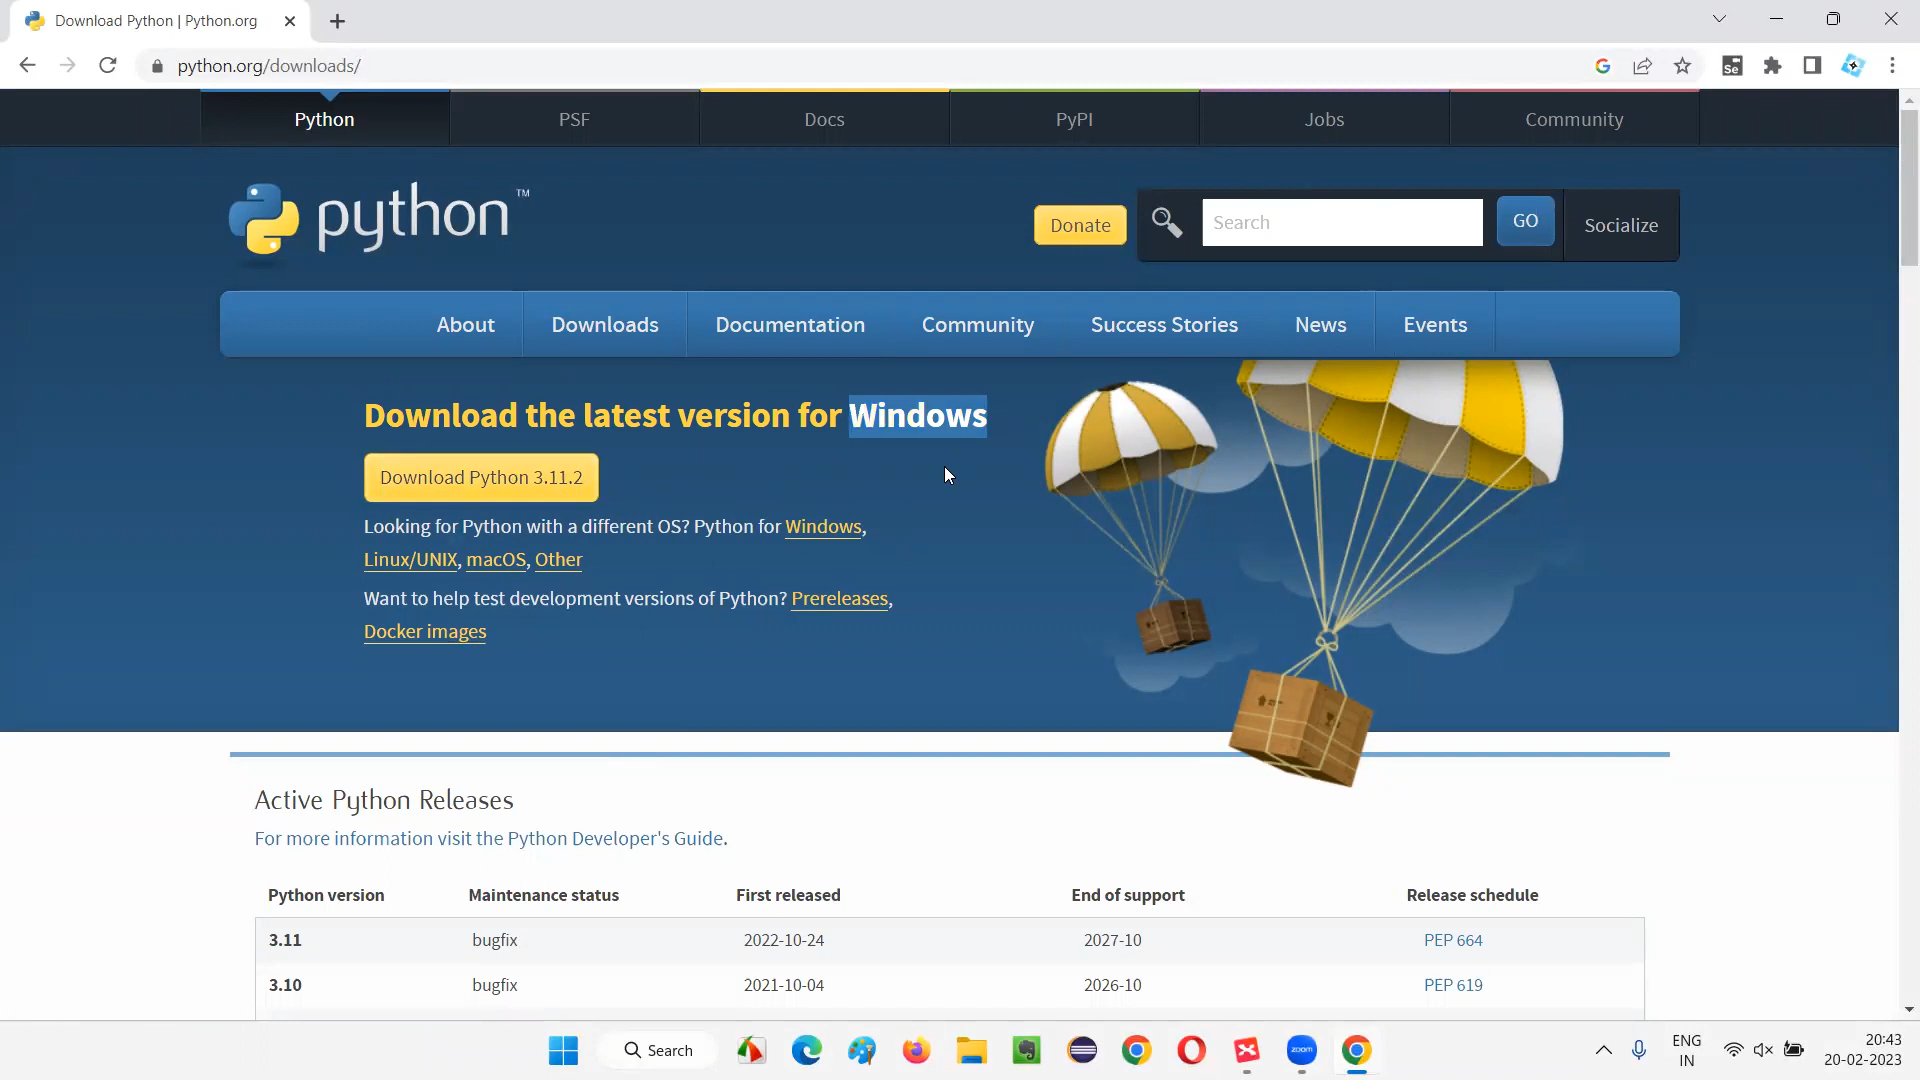 Download Python | Python.org
python.org/downloads/
Python PSF Docs PyPI Jobs Community
python TM
Donate Search GO Socialize
About Downloads Documentation Community Success Stories News Events
Download the latest version for Windows
Download Python 3.11.2
Looking for Python with a different OS? Python for Windows,
Linux/UNIX, macOS, Other
Want to help test development versions of Python? Prereleases,
Docker images
Active Python Releases
For more information visit the Python Developer's Guide.
Python version Maintenance status First released End of support Release schedule
3.11 bugfix 2022-10-24 2027-10 PEP 664
3.10 bugfix 2021-10-04 2026-10 PEP 619
Search
zoom
ENG
IN
20:43
20-02-2023
Se